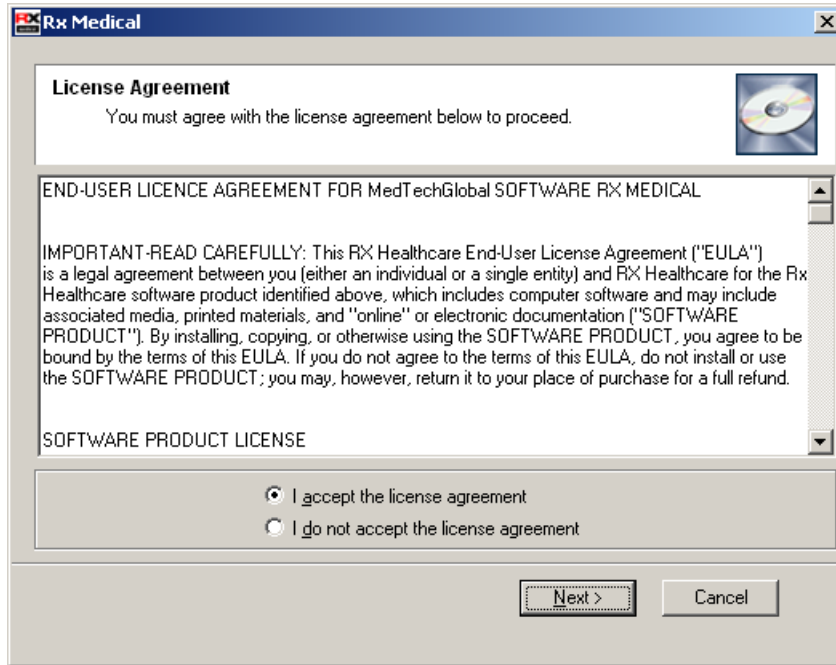 RX
Rx Medical
License Agreement
You must agree with the license agreement below to proceed.
END-USER LICENCE AGREEMENT FOR MedTechGlobal SOFTWARE RX MEDICAL
IMPORTANT-READ CAREFULLY: This RX Healthcare End-User License Agreement ("EULA")
is a legal agreement between you (either an individual or a single entity) and RX Healthcare for the Rx
Healthcare software product identified above, which includes computer software and may include
associated media, printed materials, and "online" or electronic documentation ("SOFTWARE
PRODUCT"). By installing, copying, or otherwise using the SOFTWARE PRODUCT, you agree to be
bound by the terms of this EULA. If you do not agree to the terms of this EULA, do not install or use
the SOFTWARE PRODUCT; you may, however, return it to your place of purchase for a full refund.
SOFTWARE PRODUCT LICENSE
I accept the license agreement
I do not accept the license agreement
Next >
Cancel